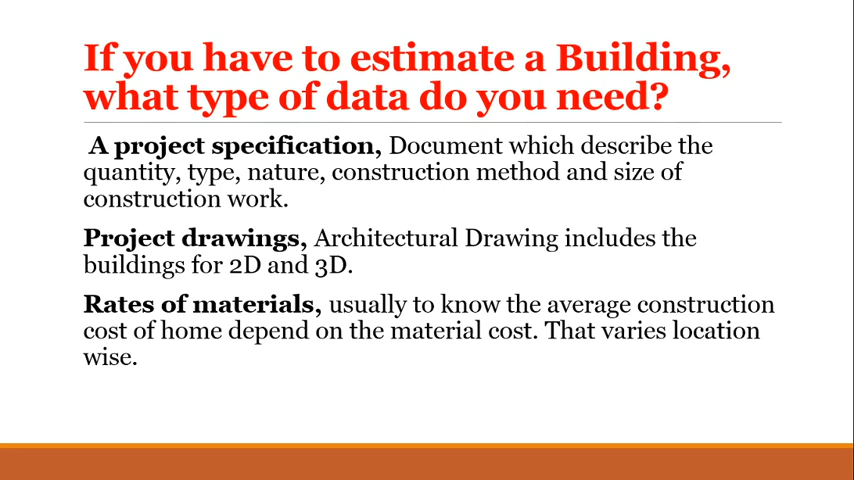 If you have to estimate a Building,
what type of data do you need?
A project specification, Document which describe the
quantity, type, nature, construction method and size of
construction work.
Project drawings, Architectural Drawing includes the
buildings for 2D and 3D.
Rates of materials, usually to know the average construction
cost of home depend on the material cost. That varies location
wise.